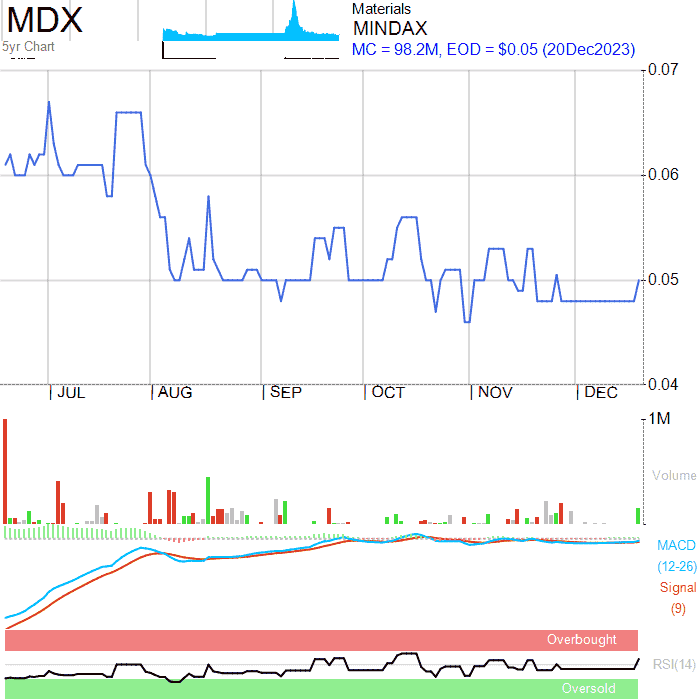 MDX
5yr Chart
Materials
MINDAX
MC = 98.2M, EOD = $0.05 (20Dec2023)
0.07
0.06
0.05
0.04
JUL AUG SEP OCT NOV DEC
1M
Volume
MACD
(12-26)
Signal
(9)
Overbought
RSI(14)
Oversold